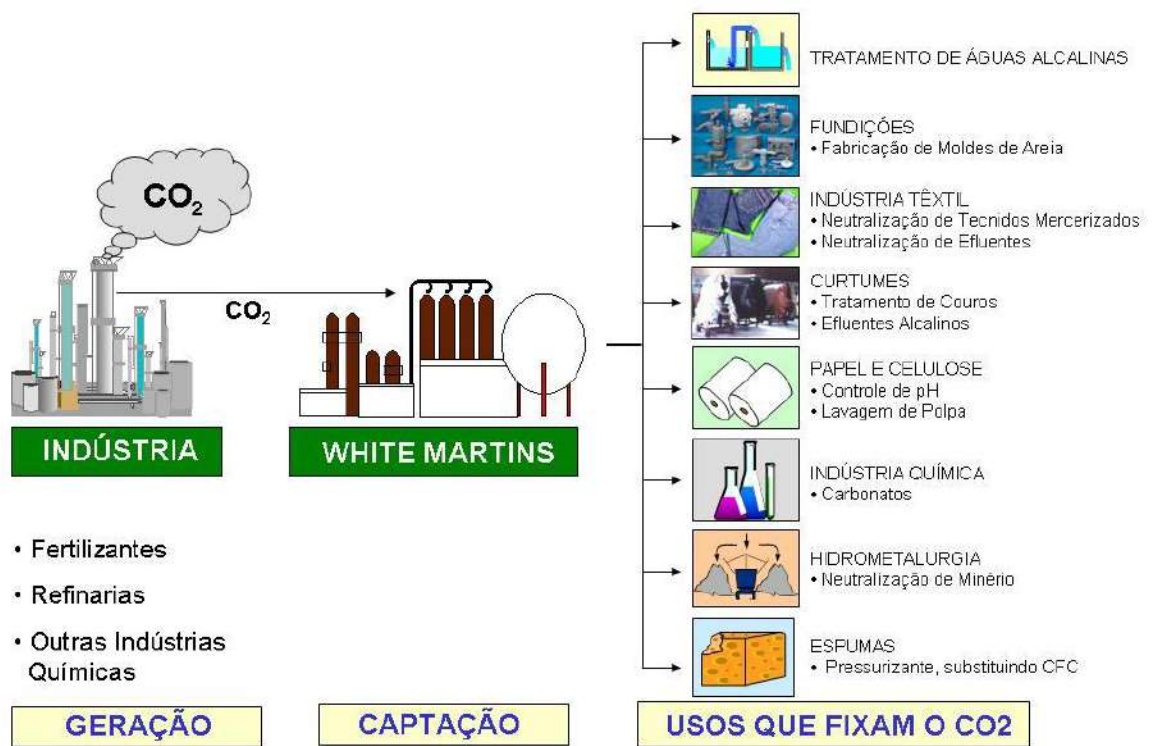 CO2
CO2
INDÚSTRIA
WHITE MARTINS
• Fertilizantes
• Refinarias
• Outras Indústrias
Químicas
GERAÇÃO
CAPTAÇÃO
TRATAMENTO DE ÁGUAS ALCALINAS
FUNDIÇÕES
• Fabricação de Moldes de Areia
INDÚSTRIA TÊXTIL
• Neutralização de Tecnidos Mercerizados
• Neutralização de Efluentes
CURTUMES
• Tratamento de Couros
• Efluentes Alcalinos
PAPEL E CELULOSE
• Controle de pH
• Lavagem de Polpa
INDÚSTRIA QUÍMICA
• Carbonatos
HIDROMETALURGIA
• Neutralização de Minério
ESPUMAS
• Pressurizante, substituindo CFC
USOS QUE FIXAM O CO2